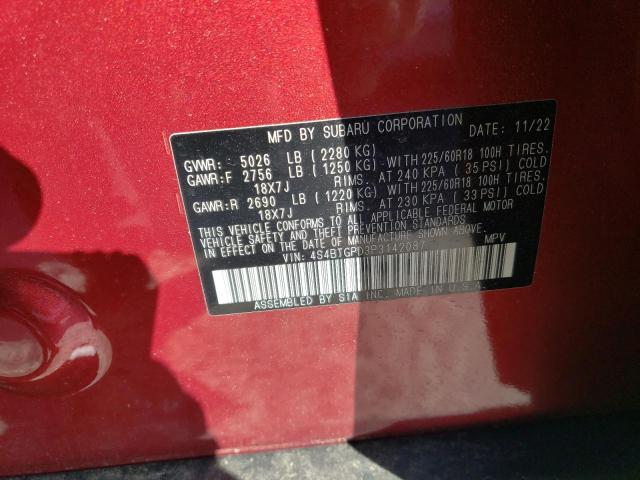 MFD BY SUBARU CORPORATION DATE: 11/22
GVWR: 5026 LB ( 2280 KG)
GAWR:F 2756 LB ( 1250 KG) WITH 225/60R18 100H TIRES.
18X7J RIMS. AT 240 KPA ( 35 PSI) COLD
GAWR:R 2690 LB ( 1220 KG) WITH 225/60R18 100H TIRES.
18X7J RIMS. AT 230 KPA ( 33 PSI) COLD
THIS VEHICLE CONFORMS TO ALL APPLICABLE FEDERAL MOTOR
VEHICLE SAFETY AND THEFT PREVENTION STANDARDS
IN EFFECT ON THE DATE OF MANUFACTURE SHOWN ABOVE.
VIN: 4S4BTGPD3P3142087 MPV
ASSEMBLED BY SIA INC. MADE IN U.S.A.